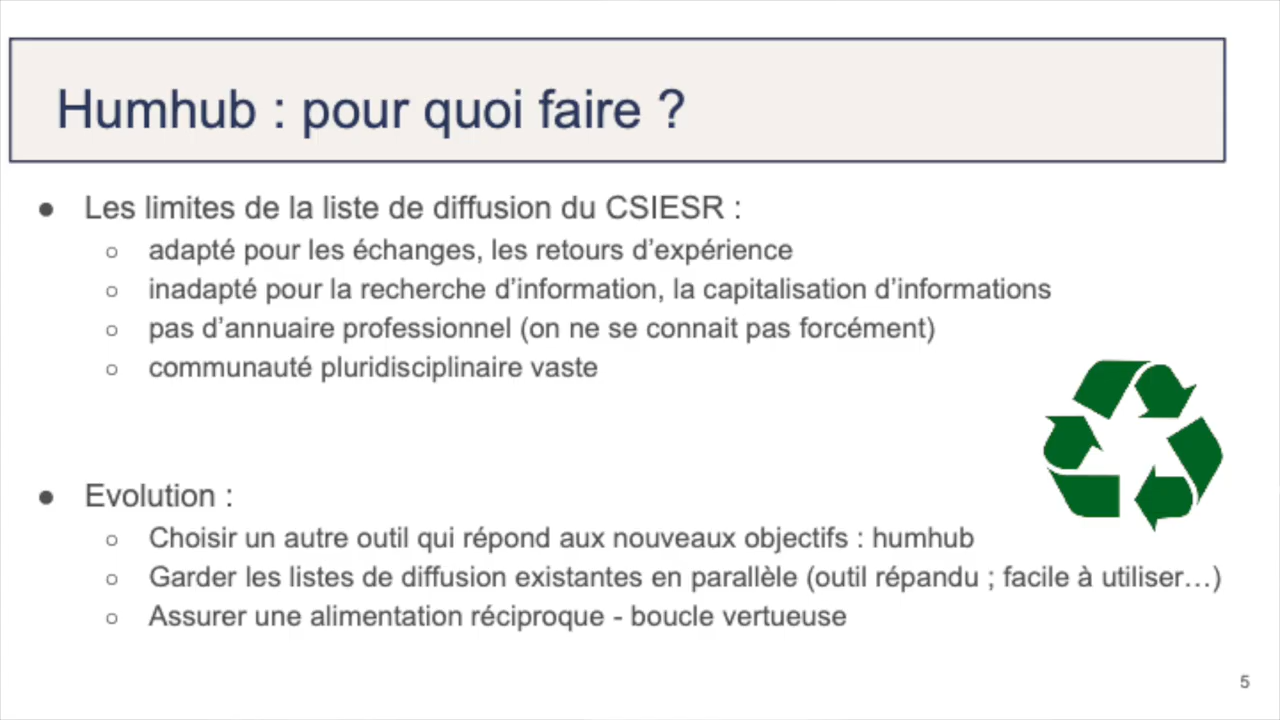 Humhub : pour quoi faire ?
● Les limites de la liste de diffusion du CSIESR :
○ adapté pour les échanges, les retours d’expérience
○ inadapté pour la recherche d’information, la capitalisation d’informations
○ pas d’annuaire professionnel (on ne se connait pas forcément)
○ communauté pluridisciplinaire vaste
● Evolution :
○ Choisir un autre outil qui répond aux nouveaux objectifs : humhub
○ Garder les listes de diffusion existantes en parallèle (outil répandu ; facile à utiliser…)
○ Assurer une alimentation réciproque - boucle vertueuse
5